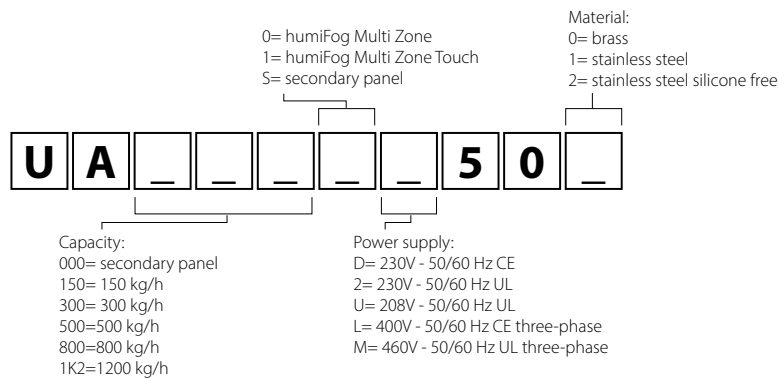 Material:
0= humiFog Multi Zone
0= brass
1= humiFog Multi Zone Touch
1= stainless steel
S= secondary panel
2= stainless steel silicone free
U A _ _ _ _ _ 5 0 _
Capacity:
000= secondary panel
150= 150 kg/h
300= 300 kg/h
500=500 kg/h
800=800 kg/h
1K2=1200 kg/h
Power supply:
D= 230V - 50/60 Hz CE
2= 230V - 50/60 Hz UL
U= 208V - 50/60 Hz UL
L= 400V - 50/60 Hz CE three-phase
M= 460V - 50/60 Hz UL three-phase